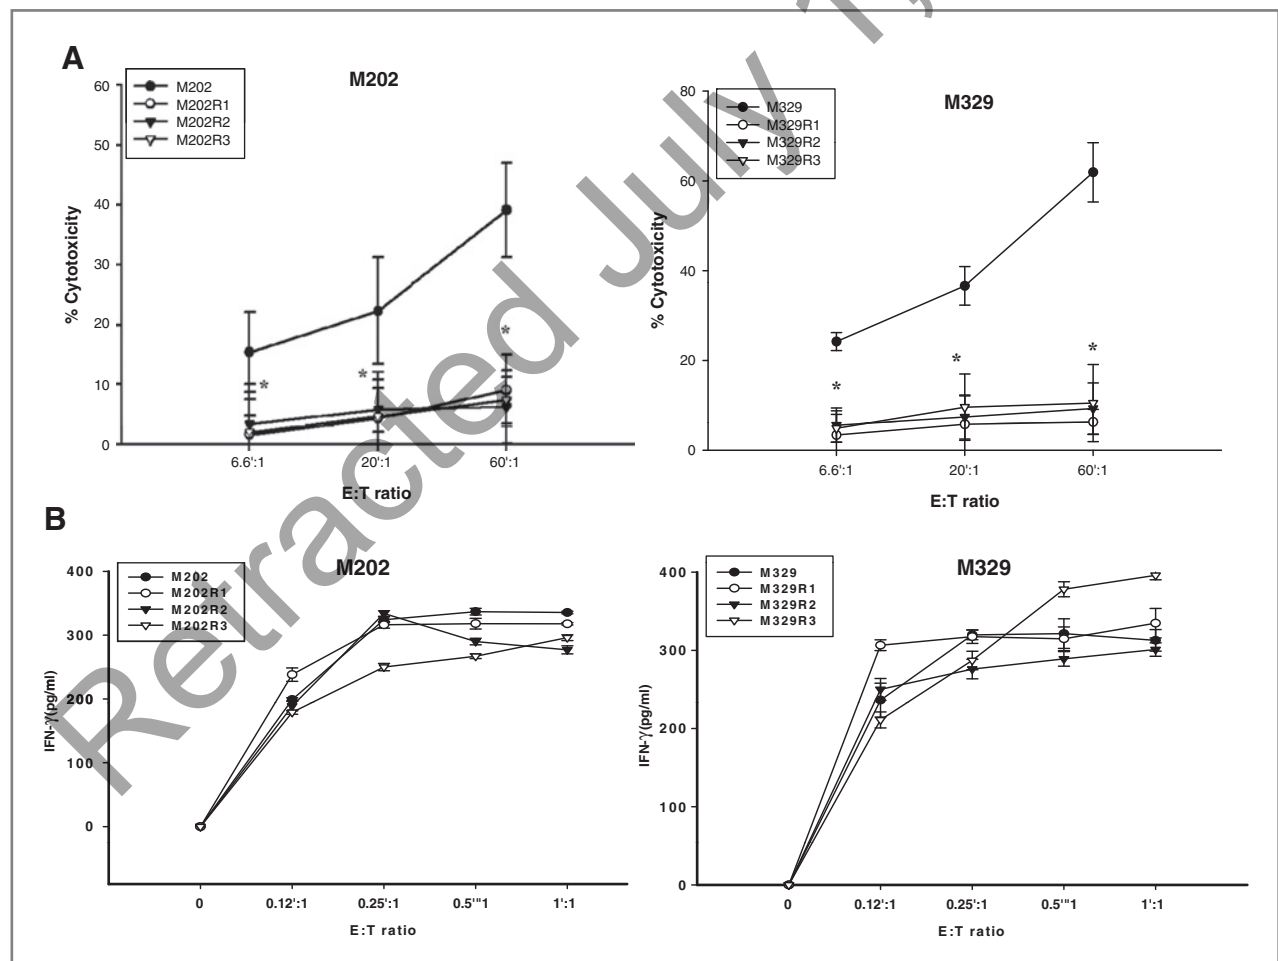 Retracted July 1,
A
M202
M202
M202R1
M202R2
M202R3
60
50
40
30
20
10
0
% Cytotoxicity
*
*
*
6.6':1
20':1
60':1
E:T ratio
M329
M329
M329R1
M329R2
M329R3
80
60
40
20
0
% Cytotoxicity
*
*
*
6.6':1
20':1
60':1
E:T ratio
B
M202
M202
M202R1
M202R2
M202R3
400
300
200
100
0
IFN-γ(pg/ml)
0
0.12':1
0.25':1
0.5'"1
1':1
E:T ratio
M329
M329
M329R1
M329R2
M329R3
400
300
200
100
0
IFN-γ(pg/ml)
0
0.12':1
0.25':1
0.5'"1
1':1
E:T ratio